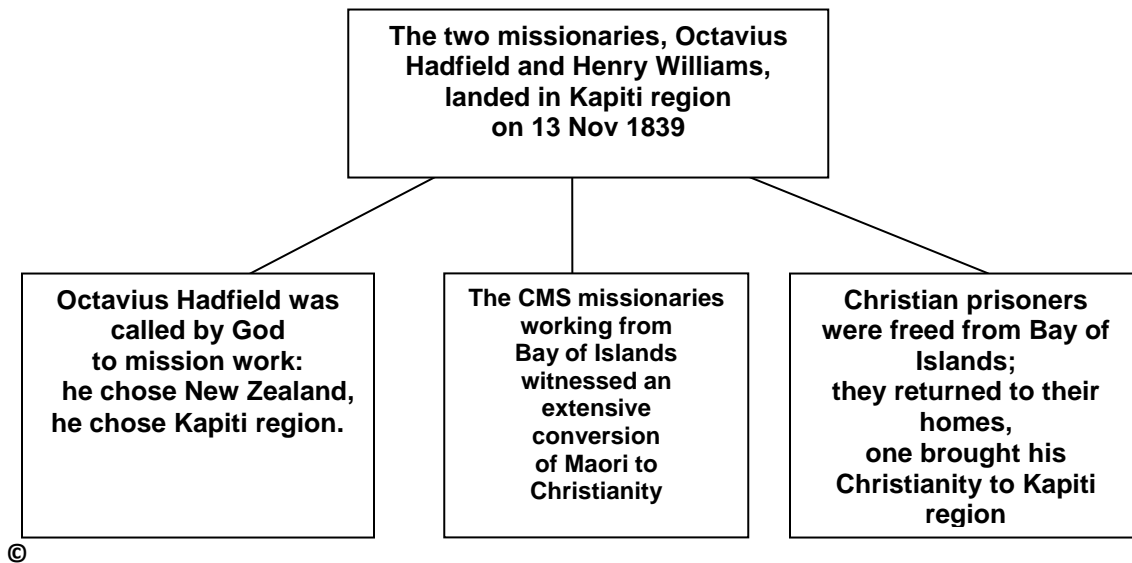 The two missionaries, Octavius
Hadfield and Henry Williams,
landed in Kapiti region
on 13 Nov 1839
Octavius Hadfield was
called by God
to mission work:
he chose New Zealand,
he chose Kapiti region.
The CMS missionaries
working from
Bay of Islands
witnessed an
extensive
conversion
of Maori to
Christianity
Christian prisoners
were freed from Bay of
Islands;
they returned to their
homes,
one brought his
Christianity to Kapiti
region
©